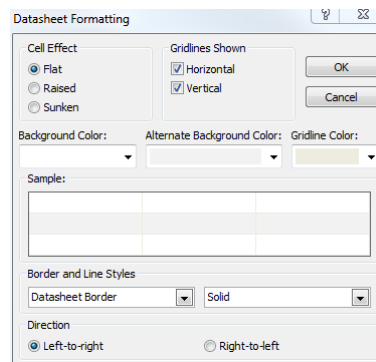 Datasheet Formatting
Cell Effect
Flat
Raised
Sunken
Gridlines Shown
Horizontal
Vertical
OK
Cancel
Background Color:
Alternate Background Color:
Gridline Color:
Sample:
Border and Line Styles
Datasheet Border
Solid
Direction
Left-to-right
Right-to-left